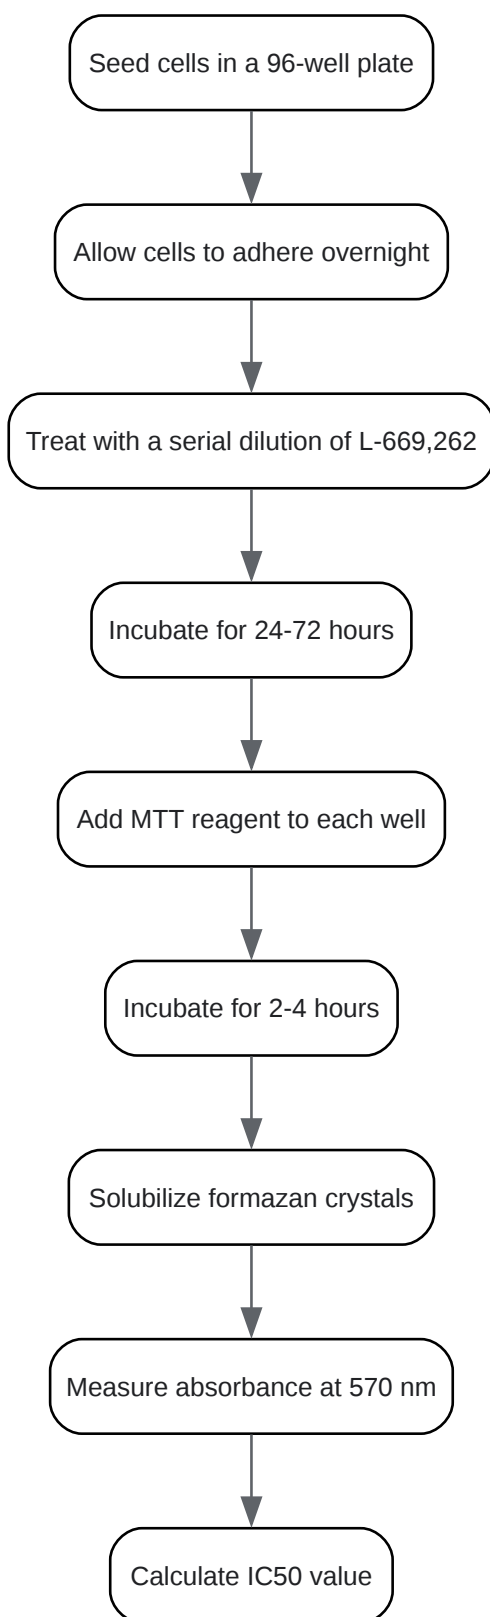 Seed cells in a 96-well plate
Allow cells to adhere overnight
Treat with a serial dilution of L-669,262
Incubate for 24-72 hours
Add MTT reagent to each well
Incubate for 2-4 hours
Solubilize formazan crystals
Measure absorbance at 570 nm
Calculate IC50 value